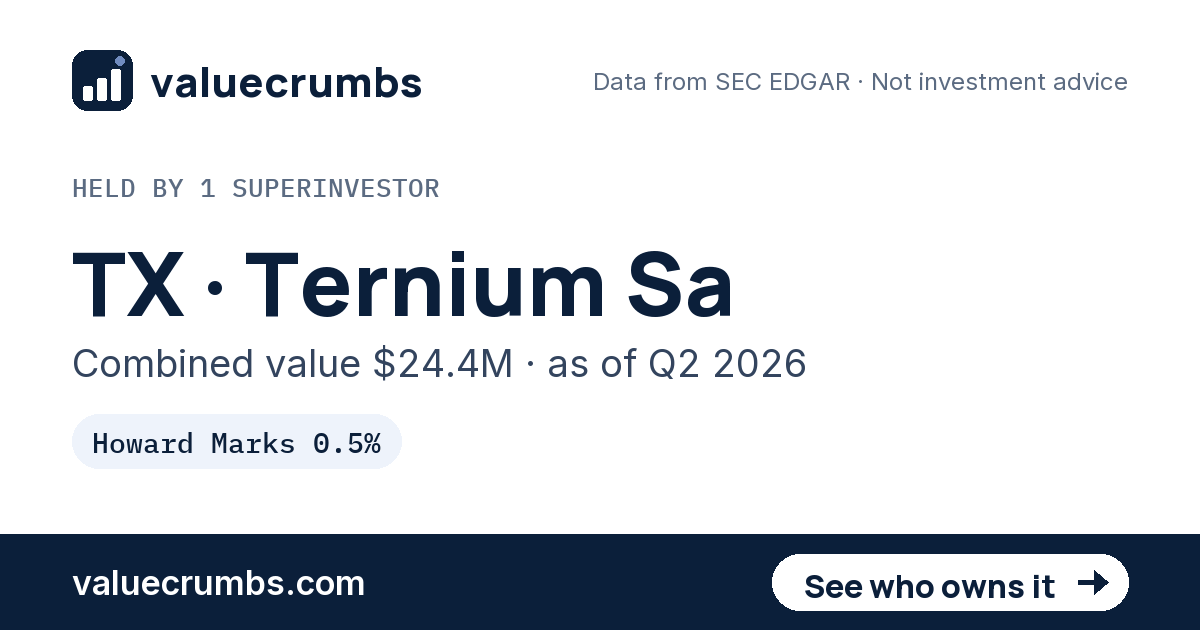 valuecrumbs
Data from SEC EDGAR · Not investment advice
HELD BY 1 SUPERINVESTOR
TX · Ternium Sa
Combined value $24.4M · as of Q2 2026
Howard Marks 0.5%
valuecrumbs.com
See who owns it →